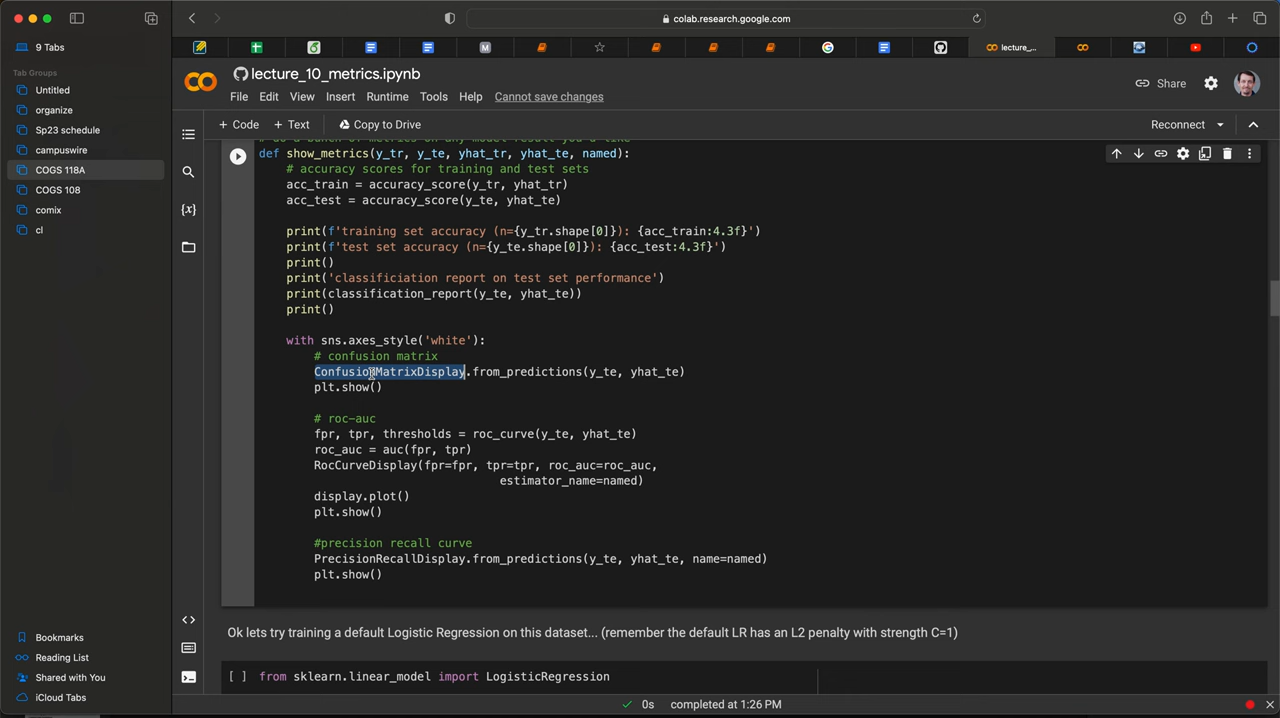 colab.research.google.com
9 Tabs
lecture_...
Tab Groups
Untitled
organize
Sp23 schedule
campuswire
COGS 118A
COGS 108
comix
cl
Bookmarks
Reading List
Shared with You
iCloud Tabs
lecture_10_metrics.ipynb
Share
File Edit View Insert Runtime Tools Help Cannot save changes
+ Code + Text Copy to Drive
Reconnect
def show_metrics(y_tr, y_te, yhat_tr, yhat_te, named):
# accuracy scores for training and test sets
acc_train = accuracy_score(y_tr, yhat_tr)
acc_test = accuracy_score(y_te, yhat_te)
print(f'training set accuracy (n={y_tr.shape[0]}): {acc_train:4.3f}')
print(f'test set accuracy (n={y_te.shape[0]}): {acc_test:4.3f}')
print()
print('classificiation report on test set performance')
print(classification_report(y_te, yhat_te))
print()
with sns.axes_style('white'):
# confusion matrix
ConfusionMatrixDisplay.from_predictions(y_te, yhat_te)
plt.show()
# roc-auc
fpr, tpr, thresholds = roc_curve(y_te, yhat_te)
roc_auc = auc(fpr, tpr)
RocCurveDisplay(fpr=fpr, tpr=tpr, roc_auc=roc_auc,
estimator_name=named)
display.plot()
plt.show()
#precision recall curve
PrecisionRecallDisplay.from_predictions(y_te, yhat_te, name=named)
plt.show()
Ok lets try training a default Logistic Regression on this dataset... (remember the default LR has an L2 penalty with strength C=1)
[ ] from sklearn.linear_model import LogisticRegression
0s completed at 1:26 PM